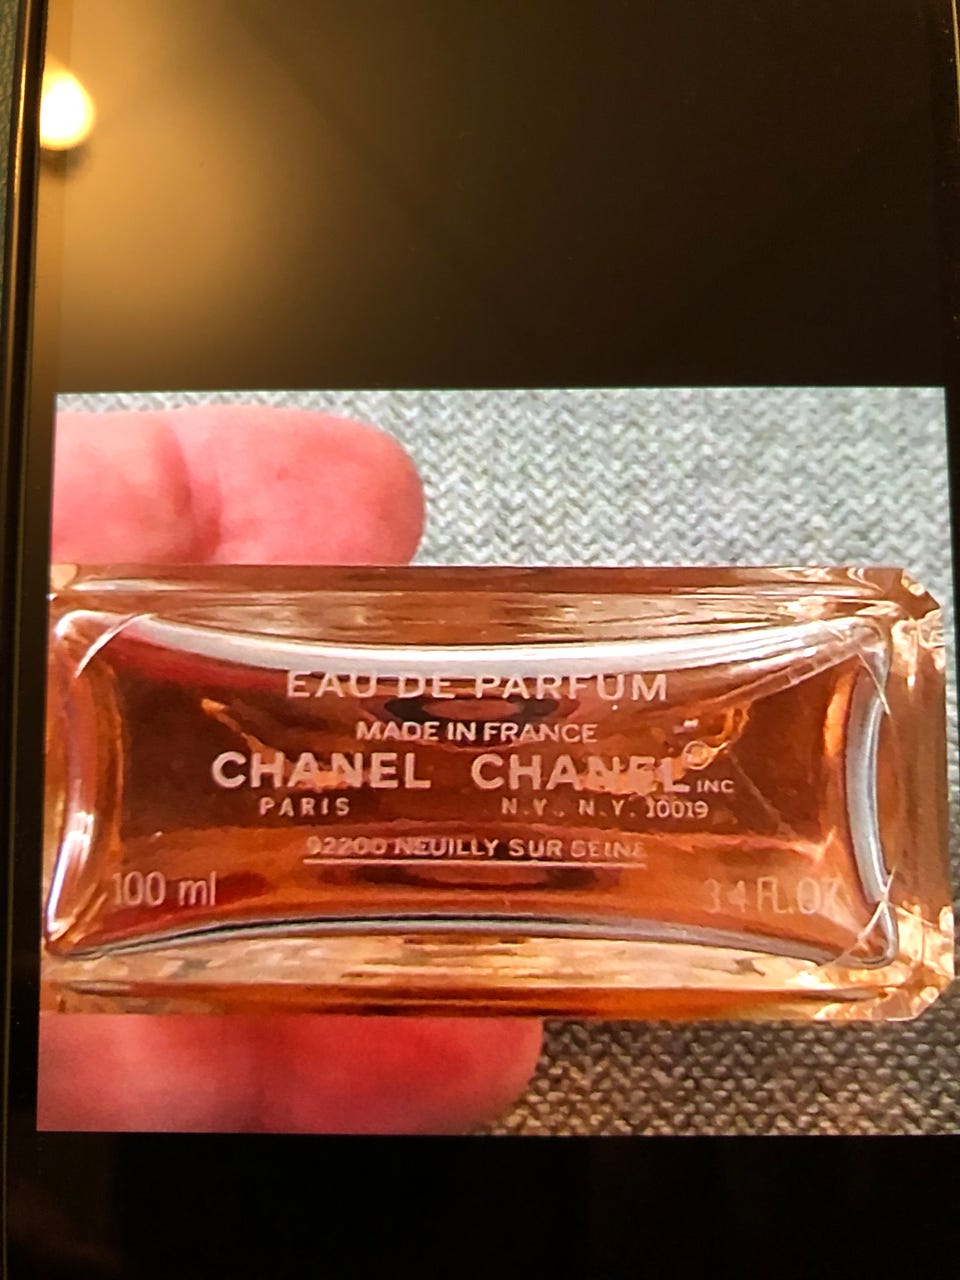 EAU DE PARFUM
MADE IN FRANCE
CHANEL CHANEL® INC
PARIS N.Y., N.Y. 10019
92200 NEUILLY SUR SEINE
100 ml 3.4 FL.OZ